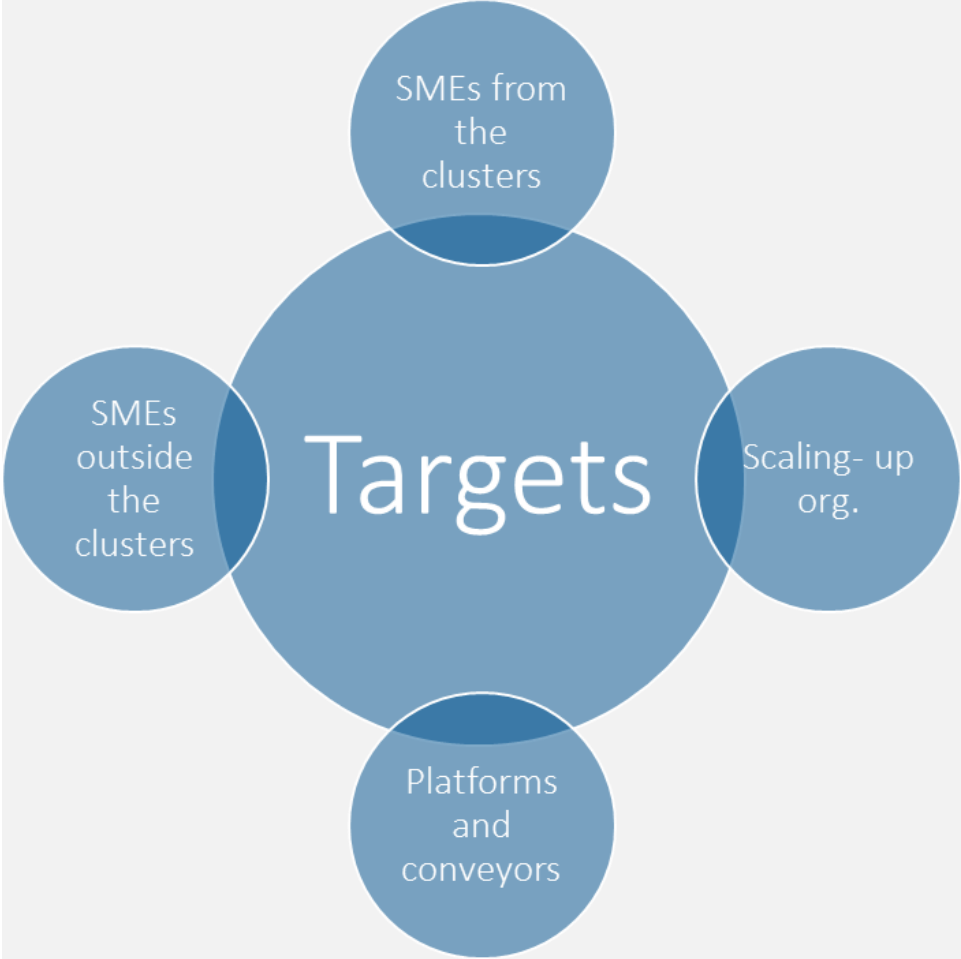 SMEs from
the
clusters
SMEs
outside
the
clusters
Targets
Scaling- up
org.
Platforms
and
conveyors